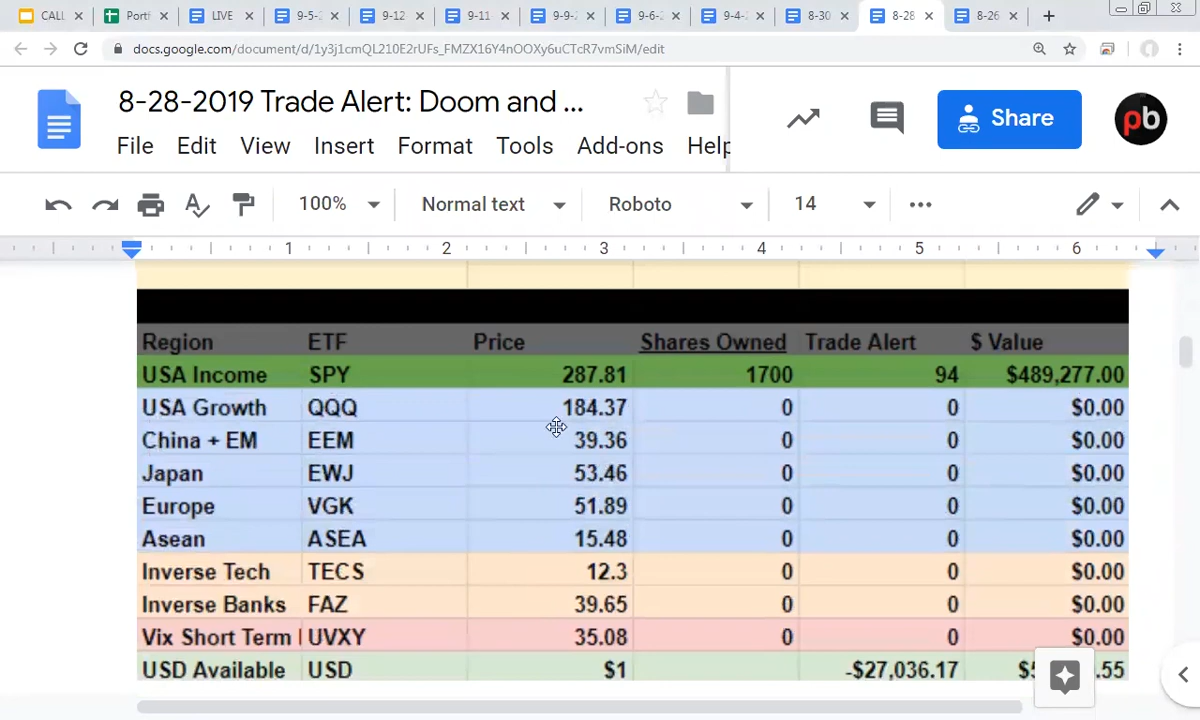 CALL 9-5- 9-12 9-11 9-9- 9-6- 9-4- 8-30 8-28 8-26
LIVE
docs.google.com/document/d/1y3j1cmQL210E2rUFs_FMZX16Y4nOOXy6uCTcR7vmSiM/edit
8-28-2019 Trade Alert: Doom and ...
Share
pb
File Edit View Insert Format Tools Add-ons Help
100% Normal text Roboto 14
1 2 3 4 5 6
Region ETF Price Shares Owned Trade Alert $ Value
USA Income SPY 287.81 1700 94 $489,277.00
USA Growth QQQ 184.37 0 0 $0.00
China + EM EEM 39.36 0 0 $0.00
Japan EWJ 53.46 0 0 $0.00
Europe VGK 51.89 0 0 $0.00
Asean ASEA 15.48 0 0 $0.00
Inverse Tech TECS 12.3 0 0 $0.00
Inverse Banks FAZ 39.65 0 0 $0.00
Vix Short Term UVXY 35.08 0 0 $0.00
USD Available USD $1 -$27,036.17 .55